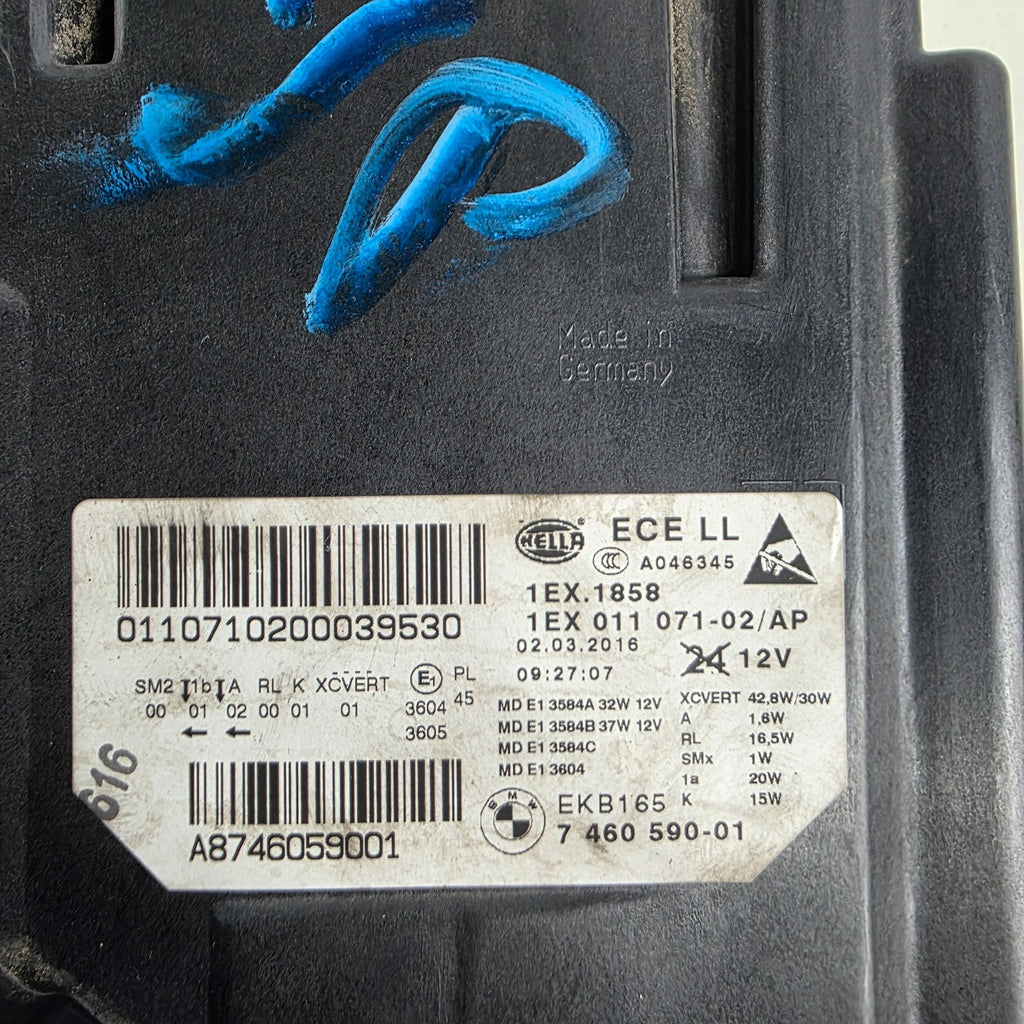 Made in
Germany
HELLA ® ECE LL
CCC A046345
0110710200039530
1EX.1858
1EX 011 071-02/AP
02.03.2016
24 12V
09:27:07
SM2 1b A RL K XCVERT E1 PL
00 01 02 00 01 01 3604 45
3605
MD E1 3584A 32W 12V
MD E1 3584B 37W 12V
MD E1 3584C
MD E1 3604
XCVERT 42,8W/30W
A 1,6W
RL 16,5W
SMx 1W
1a 20W
K 15W
616
A8746059001
BMW
EKB165
7 460 590-01